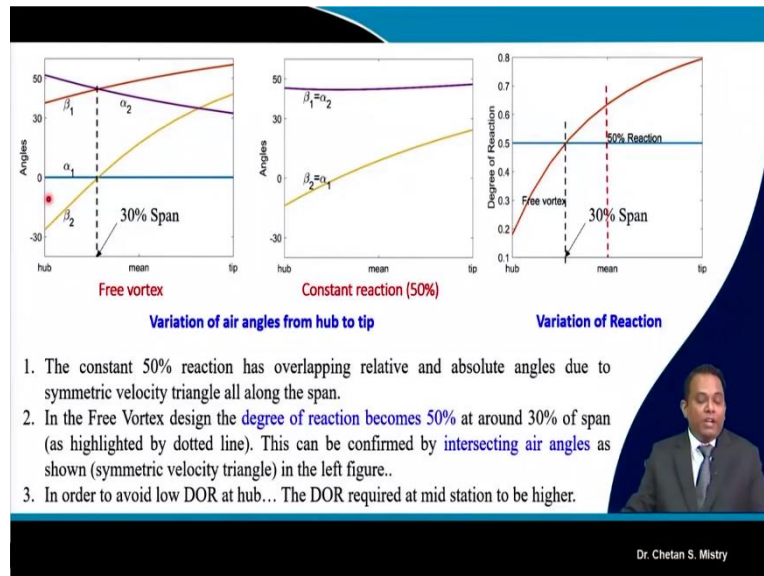 50
30
0
-30
Angles
β1
α2
α1
β2
30% Span
hub
mean
tip
Free vortex
50
30
0
-30
Angles
β1=α2
β2=α1
hub
mean
tip
Constant reaction (50%)
0.8
0.7
0.6
0.5
0.4
0.3
0.2
0.1
Degree of Reaction
50% Reaction
Free vortex
30% Span
hub
mean
tip
Variation of air angles from hub to tip
Variation of Reaction
1. The constant 50% reaction has overlapping relative and absolute angles due to
symmetric velocity triangle all along the span.
2. In the Free Vortex design the degree of reaction becomes 50% at around 30% of span
(as highlighted by dotted line). This can be confirmed by intersecting air angles as
shown (symmetric velocity triangle) in the left figure..
3. In order to avoid low DOR at hub… The DOR required at mid station to be higher.
Dr. Chetan S. Mistry